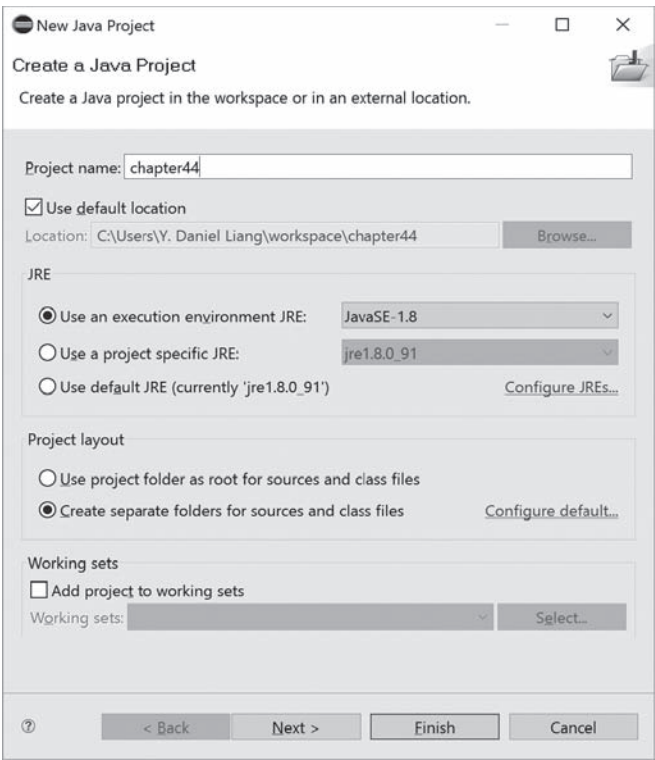 New Java Project
Create a Java Project
Create a Java project in the workspace or in an external location.
Project name: chapter44
Use default location
Location: C:\Users\Y. Daniel Liang\workspace\chapter44 Browse...
JRE
Use an execution environment JRE: JavaSE-1.8
Use a project specific JRE: jre1.8.0_91
Use default JRE (currently 'jre1.8.0_91') Configure JREs...
Project layout
Use project folder as root for sources and class files
Create separate folders for sources and class files Configure default...
Working sets
Add project to working sets
Working sets: Select...
? < Back Next > Finish Cancel